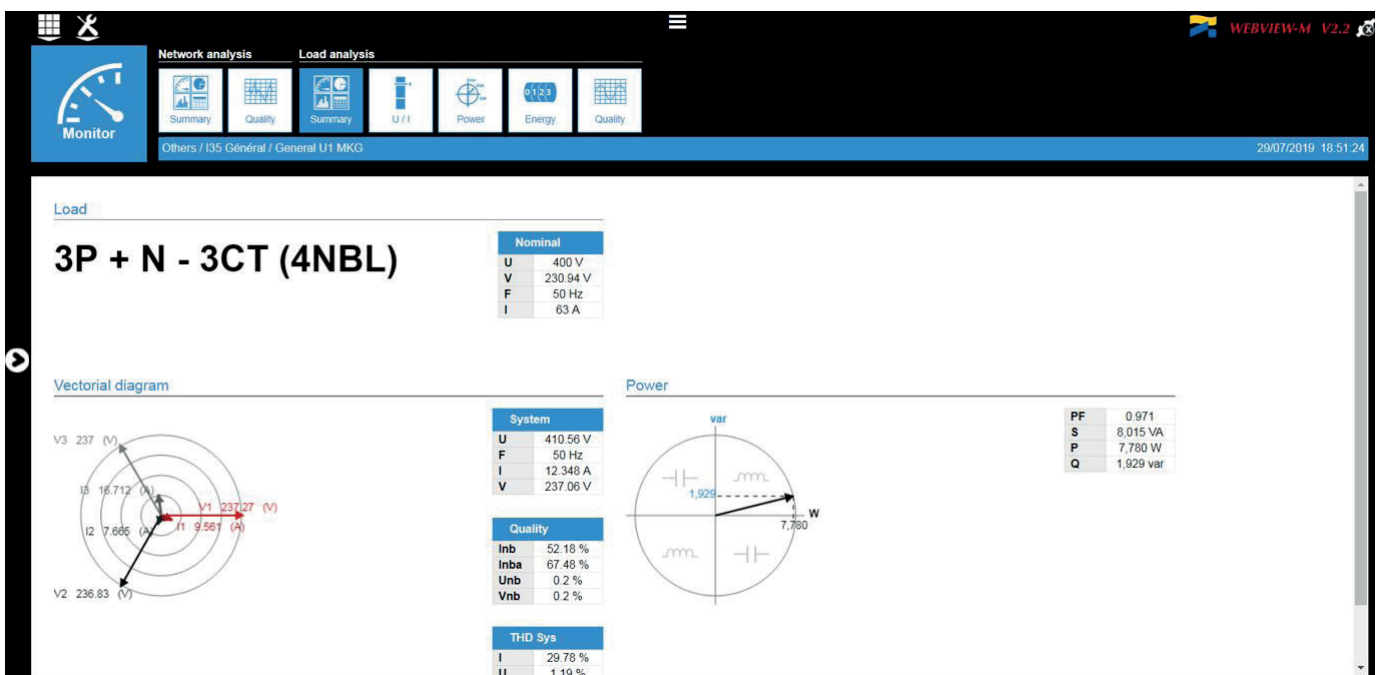 WEBVIEW-M V2.2
Monitor
Network analysis
Load analysis
Summary
Quality
Summary
U / I
Power
0 1 2 3
Energy
Quality
Others / I35 Général / General U1 MKG
29/07/2019 18:51:24
Load
3P + N - 3CT (4NBL)
Nominal
U 400 V
V 230.94 V
F 50 Hz
I 63 A
Vectorial diagram
V3 237 (V)
I3 16.712 (A)
V1 237.27 (V)
I1 9.561 (A)
I2 7.665 (A)
V2 236.83 (V)
System
U 410.56 V
F 50 Hz
I 12.348 A
V 237.06 V
Quality
Inb 52.18 %
Inba 67.48 %
Unb 0.2 %
Vnb 0.2 %
THD Sys
I 29.78 %
U 1.19 %
Power
var
1,929
W
7,780
PF 0.971
S 8,015 VA
P 7,780 W
Q 1,929 var